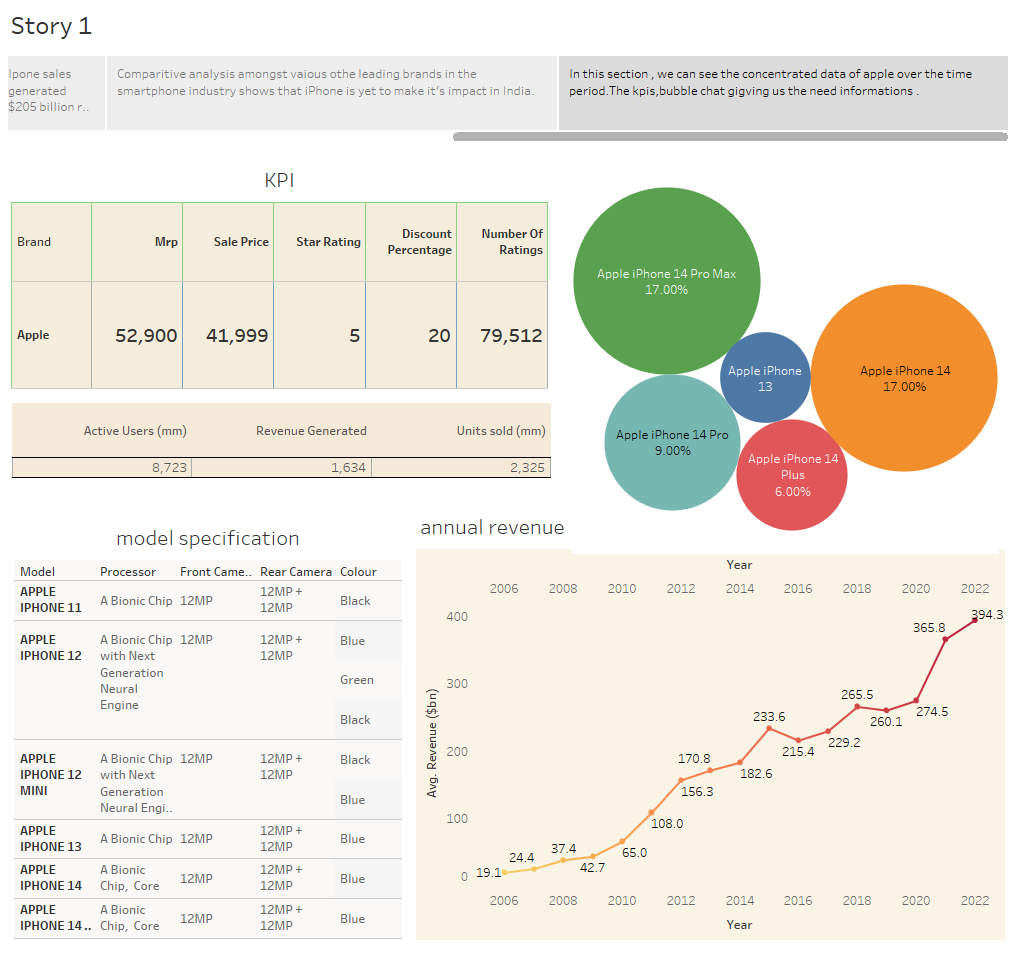 Story 1
Ipone sales
generated
$205 billion r..
Comparitive analysis amongst vaious othe leading brands in the
smartphone industry shows that iPhone is yet to make it's impact in India.
In this section , we can see the concentrated data of apple over the time
period.The kpis,bubble chat gigving us the need informations .
KPI
Brand
Mrp
Sale Price
Star Rating
Discount
Percentage
Number Of
Ratings
Apple
52,900
41,999
5
20
79,512
Active Users (mm)
Revenue Generated
Units sold (mm)
8,723
1,634
2,325
Apple iPhone 14 Pro Max
17.00%
Apple iPhone
13
Apple iPhone 14
17.00%
Apple iPhone 14 Pro
9.00%
Apple iPhone 14
Plus
6.00%
model specification
Model
Processor
Front Came..
Rear Camera
Colour
APPLE
IPHONE 11
A Bionic Chip
12MP
12MP +
12MP
Black
APPLE
IPHONE 12
A Bionic Chip
with Next
Generation
Neural
Engine
12MP
12MP +
12MP
Blue
Green
Black
APPLE
IPHONE 12
MINI
A Bionic Chip
with Next
Generation
Neural Engi..
12MP
12MP +
12MP
Black
Blue
APPLE
IPHONE 13
A Bionic Chip
12MP
12MP +
12MP
Blue
APPLE
IPHONE 14
A Bionic
Chip, Core
12MP
12MP +
12MP
Blue
APPLE
IPHONE 14 ..
A Bionic
Chip, Core
12MP
12MP +
12MP
Blue
annual revenue
Year
2006 2008 2010 2012 2014 2016 2018 2020 2022
Avg. Revenue ($bn)
400
300
200
100
0
19.1
24.4
37.4
42.7
65.0
108.0
156.3
170.8
182.6
233.6
215.4
229.2
265.5
260.1
274.5
365.8
394.3
2006 2008 2010 2012 2014 2016 2018 2020 2022
Year